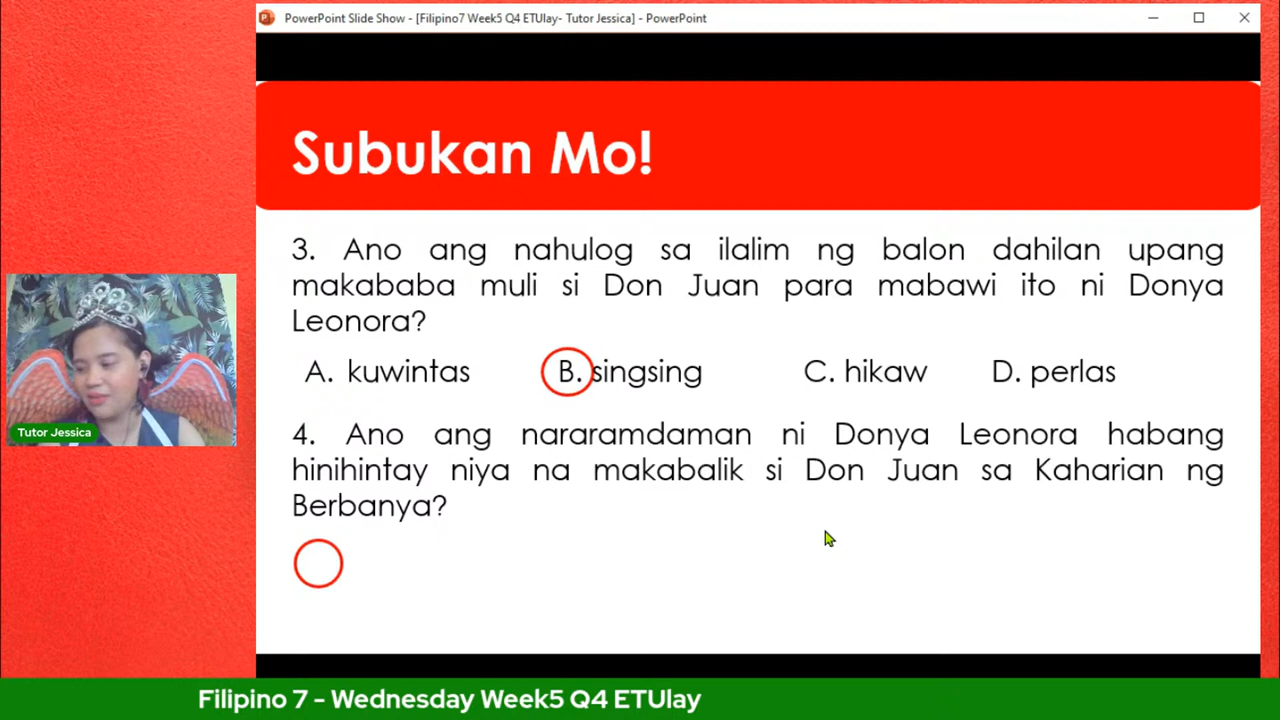 PowerPoint Slide Show - [Filipino7 Week5 Q4 ETUlay- Tutor Jessica] - PowerPoint
Subukan Mo!
3. Ano ang nahulog sa ilalim ng balon dahilan upang
makababa muli si Don Juan para mabawi ito ni Donya
Leonora?
A. kuwintas B. singsing C. hikaw D. perlas
4. Ano ang nararamdaman ni Donya Leonora habang
hinihintay niya na makabalik si Don Juan sa Kaharian ng
Berbanya?
Tutor Jessica
Filipino 7 - Wednesday Week5 Q4 ETUlay